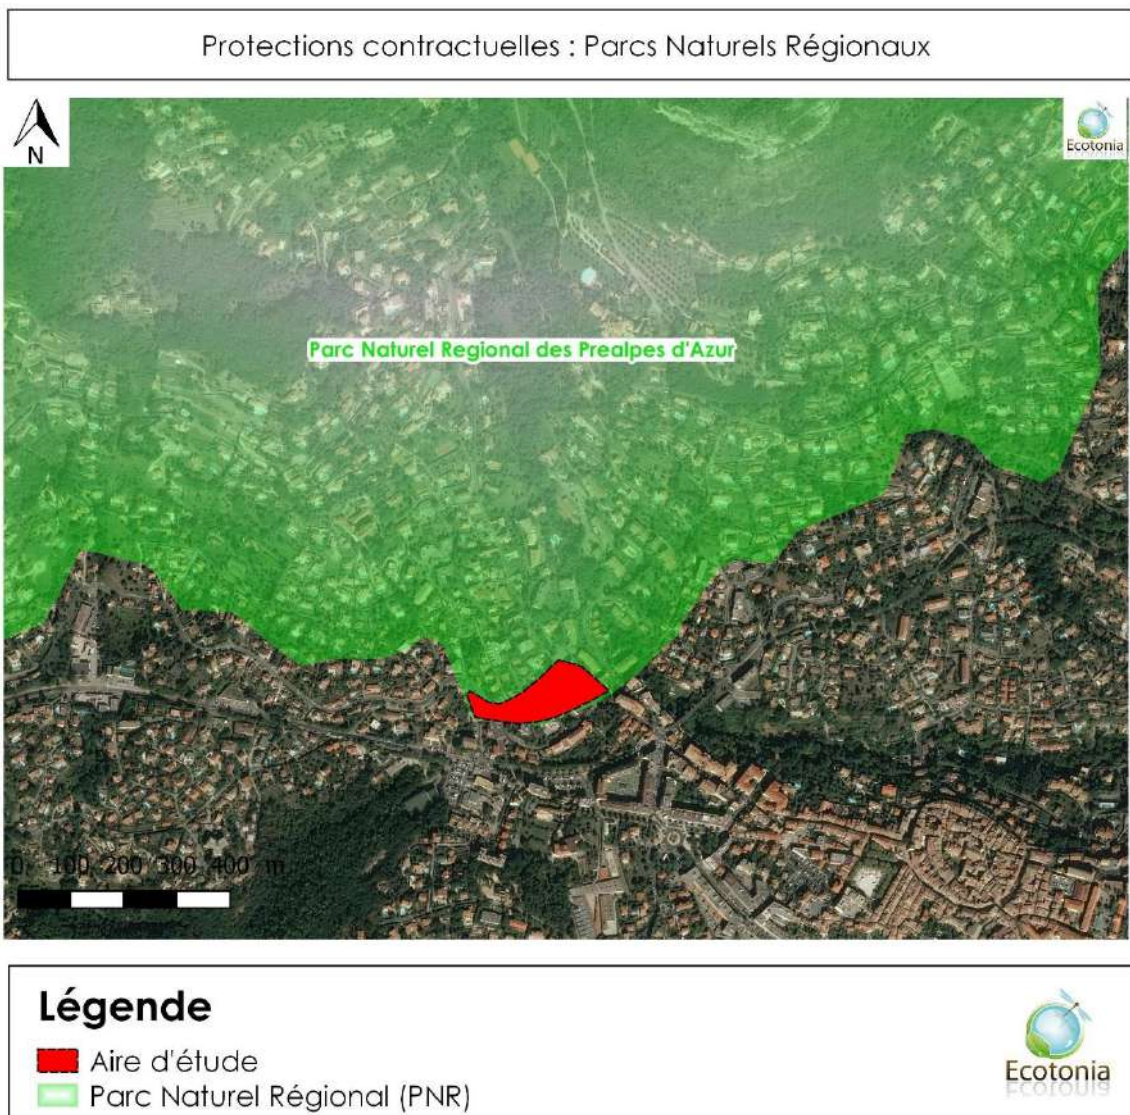 Protections contractuelles : Parcs Naturels Régionaux
N
Ecotonia
Parc Naturel Regional des Prealpes d'Azur
0 100 200 300 400 m
Légende
Aire d'étude
Parc Naturel Régional (PNR)
Ecotonia